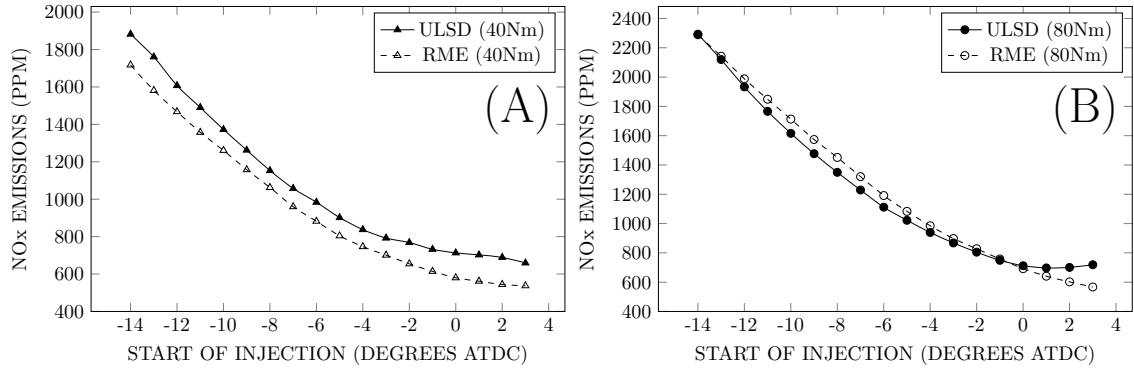 2000
1800
1600
1400
1200
1000
800
600
400
-14 -12 -10 -8 -6 -4 -2 0 2 4
NOx EMISSIONS (PPM)
START OF INJECTION (DEGREES ATDC)
ULSD (40Nm)
RME (40Nm)
(A)
2400
2200
2000
1800
1600
1400
1200
1000
800
600
400
-14 -12 -10 -8 -6 -4 -2 0 2 4
NOx EMISSIONS (PPM)
START OF INJECTION (DEGREES ATDC)
ULSD (80Nm)
RME (80Nm)
(B)